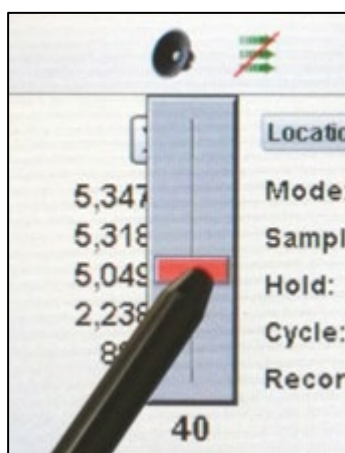 Locatio
5,347 Mode:
5,318 Sampl
5,049 Hold:
2,238 Cycle:
Recor
40